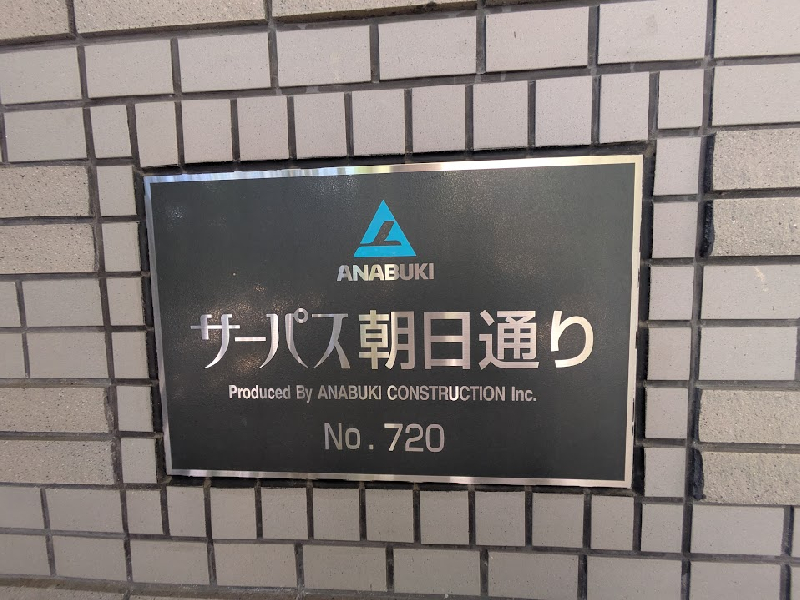 ANABUKI
サーパス朝日通り
Produced By ANABUKI CONSTRUCTION Inc.
No. 720